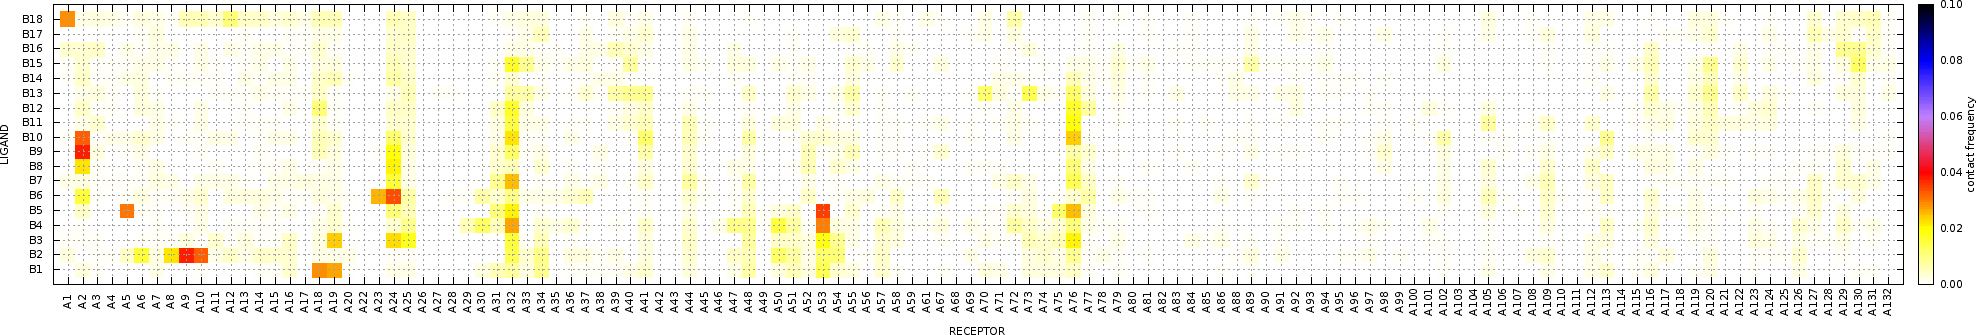 B18
B17
B16
B15
B14
B13
B12
B11
B10
B9
B8
B7
B6
B5
B4
B3
B2
B1
LIGAND
A1 A2 A3 A4 A5 A6 A7 A8 A9 A10 A11 A12 A13 A14 A15 A16 A17 A18 A19 A20 A22 A23 A24 A25 A26 A27 A28 A29 A30 A31 A32 A33 A34 A35 A36 A37 A38 A39 A40 A41 A42 A43 A44 A45 A46 A47 A48 A49 A50 A51 A52 A53 A54 A55 A56 A57 A58 A59 A61 A67 A68 A69 A70 A71 A72 A73 A74 A75 A76 A77 A78 A79 A80 A81 A82 A83 A84 A85 A86 A88 A89 A90 A91 A92 A93 A94 A95 A96 A97 A98 A99 A100 A101 A102 A103 A104 A105 A106 A107 A108 A109 A110 A111 A112 A113 A114 A115 A116 A117 A118 A119 A120 A121 A122 A123 A124 A125 A126 A127 A128 A129 A130 A131 A132
RECEPTOR
0.10
0.08
0.06
0.04
0.02
0.00
contact frequency